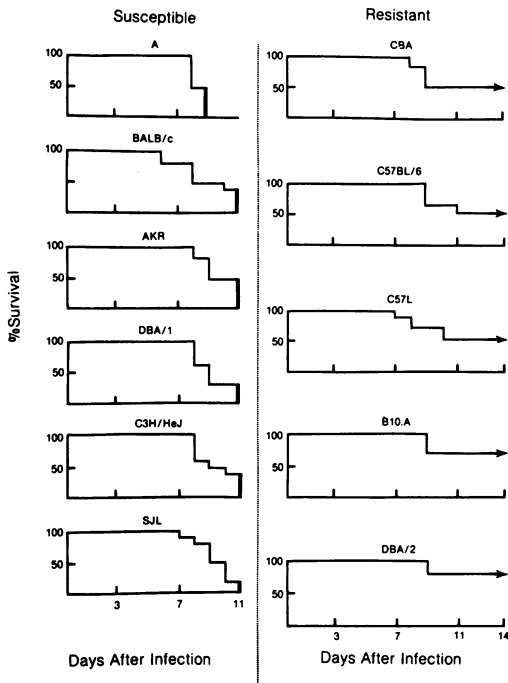 Susceptible
A
100
50
BALB/c
100
AKR
100
50
DBA/1
100
50
C3H/HeJ
100
50
SJL
100
50
3 7 11
Days After Infection
%Survival
Resistant
CBA
100
50
C57BL/6
100
50
C57L
100
50
B10.A
100
50
DBA/2
100
50
3 7 11 14
Days After Infection